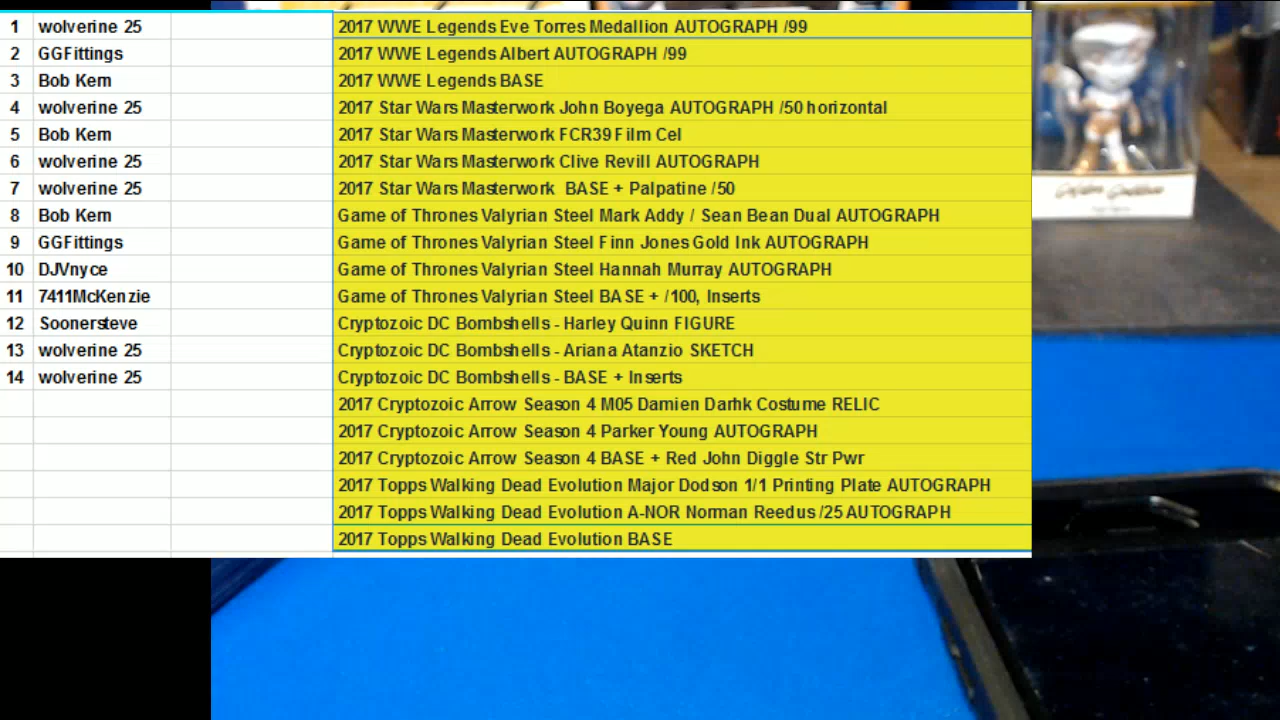 1 wolverine 25 2017 WWE Legends Eve Torres Medallion AUTOGRAPH /99
2 GGFittings 2017 WWE Legends Albert AUTOGRAPH /99
3 Bob Kern 2017 WWE Legends BASE
4 wolverine 25 2017 Star Wars Masterwork John Boyega AUTOGRAPH /50 horizontal
5 Bob Kern 2017 Star Wars Masterwork FCR39 Film Cel
6 wolverine 25 2017 Star Wars Masterwork Clive Revill AUTOGRAPH
7 wolverine 25 2017 Star Wars Masterwork BASE + Palpatine /50
8 Bob Kern Game of Thrones Valyrian Steel Mark Addy / Sean Bean Dual AUTOGRAPH
9 GGFittings Game of Thrones Valyrian Steel Finn Jones Gold Ink AUTOGRAPH
10 DJVnyce Game of Thrones Valyrian Steel Hannah Murray AUTOGRAPH
11 7411McKenzie Game of Thrones Valyrian Steel BASE + /100, Inserts
12 Soonersteve Cryptozoic DC Bombshells - Harley Quinn FIGURE
13 wolverine 25 Cryptozoic DC Bombshells - Ariana Atanzio SKETCH
14 wolverine 25 Cryptozoic DC Bombshells - BASE + Inserts
2017 Cryptozoic Arrow Season 4 M05 Damien Darhk Costume RELIC
2017 Cryptozoic Arrow Season 4 Parker Young AUTOGRAPH
2017 Cryptozoic Arrow Season 4 BASE + Red John Diggle Str Pwr
2017 Topps Walking Dead Evolution Major Dodson 1/1 Printing Plate AUTOGRAPH
2017 Topps Walking Dead Evolution A-NOR Norman Reedus /25 AUTOGRAPH
2017 Topps Walking Dead Evolution BASE